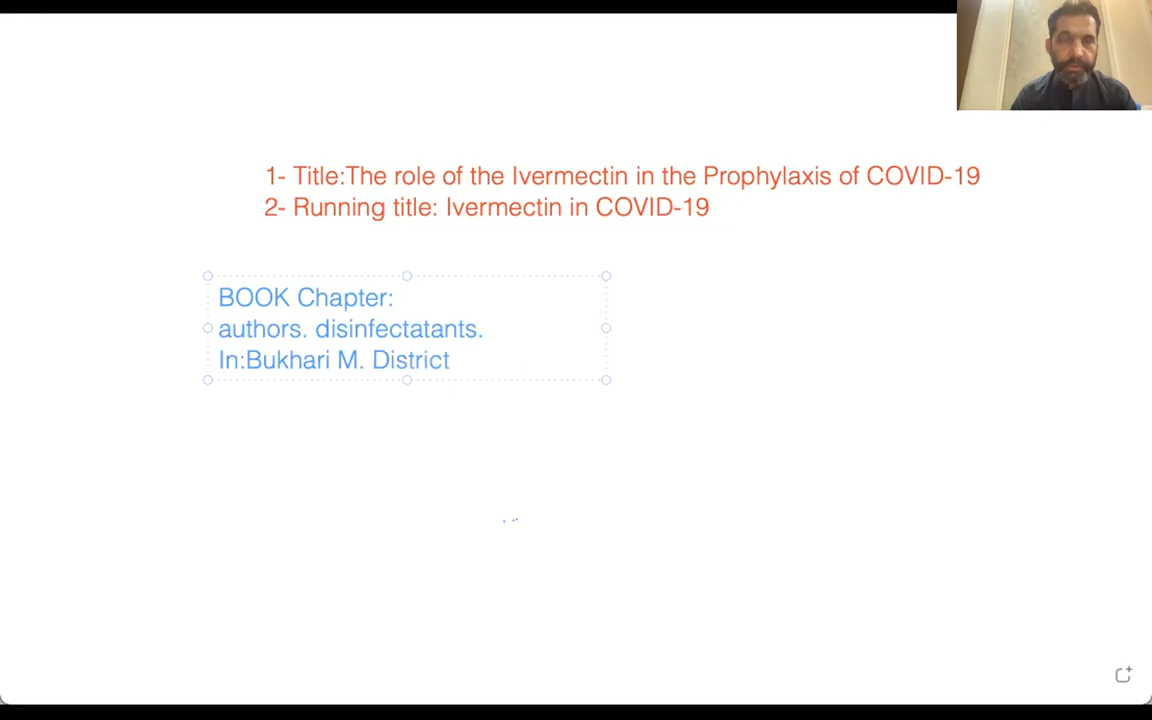 1- Title:The role of the Ivermectin in the Prophylaxis of COVID-19
2- Running title: Ivermectin in COVID-19
BOOK Chapter:
authors. disinfectatants.
In:Bukhari M. District